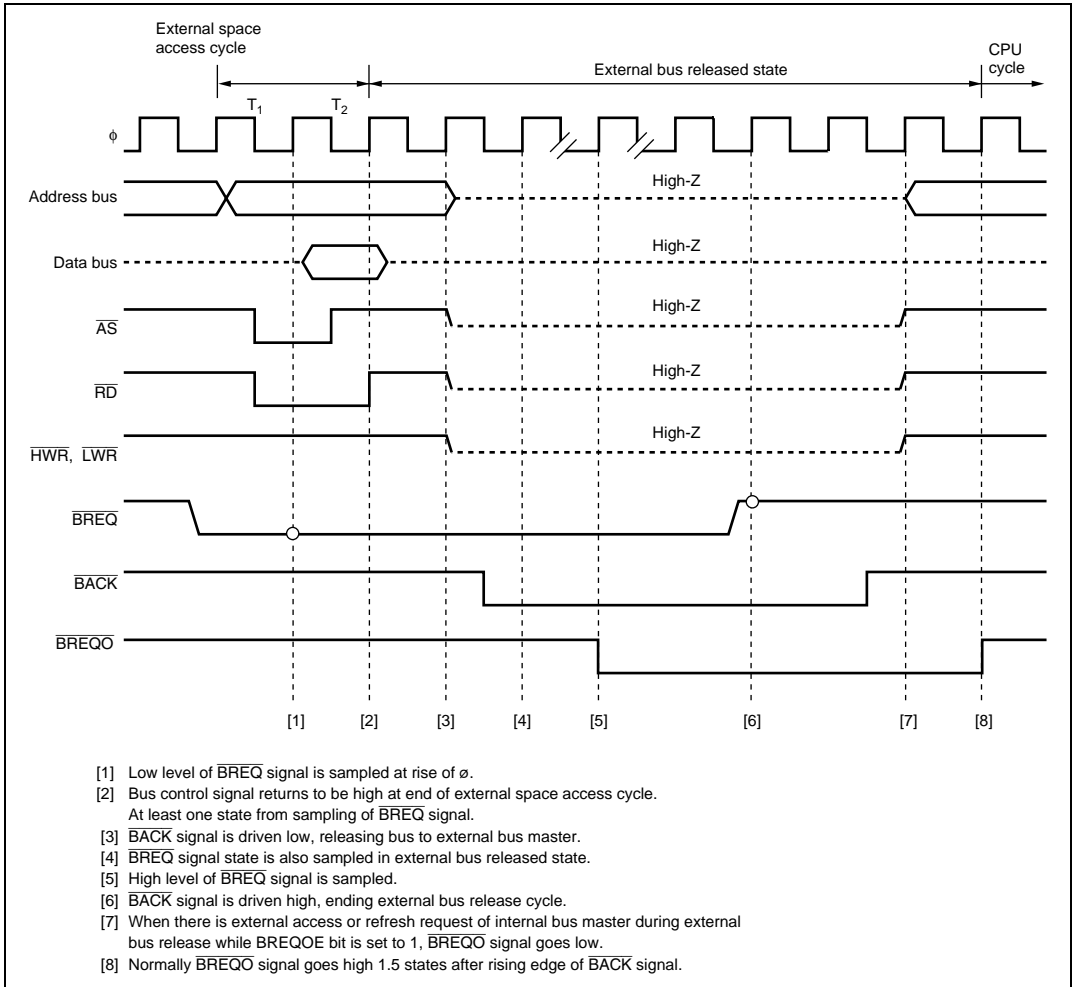 External space
access cycle
External bus released state
CPU
cycle
T1
T2
ϕ
Address bus
High-Z
Data bus
High-Z
AS
High-Z
RD
High-Z
HWR, LWR
High-Z
BREQ
BACK
BREQO
[1] [2] [3] [4] [5] [6] [7] [8]
[1] Low level of BREQ signal is sampled at rise of ø.
[2] Bus control signal returns to be high at end of external space access cycle.
At least one state from sampling of BREQ signal.
[3] BACK signal is driven low, releasing bus to external bus master.
[4] BREQ signal state is also sampled in external bus released state.
[5] High level of BREQ signal is sampled.
[6] BACK signal is driven high, ending external bus release cycle.
[7] When there is external access or refresh request of internal bus master during external
bus release while BREQOE bit is set to 1, BREQO signal goes low.
[8] Normally BREQO signal goes high 1.5 states after rising edge of BACK signal.